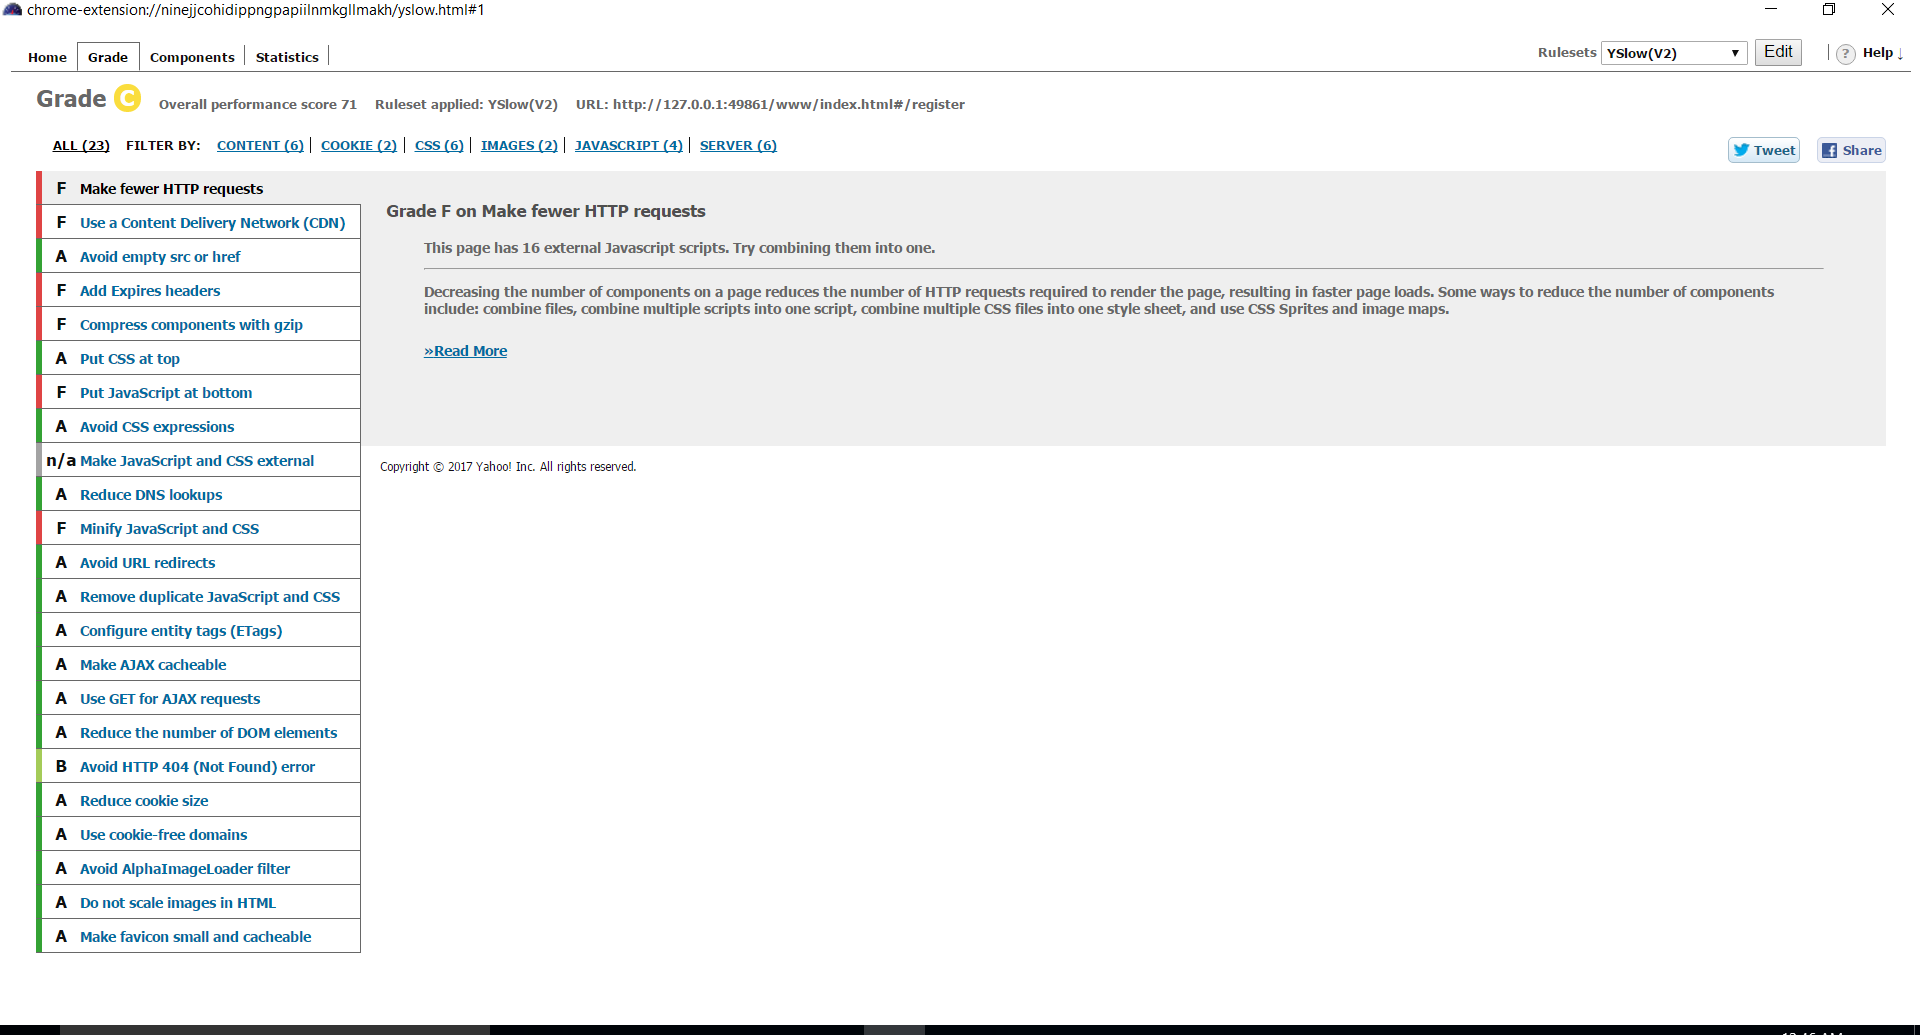 chrome-extension://ninejjcohidippngpapiilnmkgllmakh/yslow.html#1
Home Grade Components Statistics Rulesets YSlow(V2) Edit ? Help ↓
Grade C Overall performance score 71 Ruleset applied: YSlow(V2) URL: http://127.0.0.1:49861/www/index.html#/register
ALL (23) FILTER BY: CONTENT (6) COOKIE (2) CSS (6) IMAGES (2) JAVASCRIPT (4) SERVER (6)
Tweet Share
F Make fewer HTTP requests
F Use a Content Delivery Network (CDN)
A Avoid empty src or href
F Add Expires headers
F Compress components with gzip
A Put CSS at top
F Put JavaScript at bottom
A Avoid CSS expressions
n/a Make JavaScript and CSS external
A Reduce DNS lookups
F Minify JavaScript and CSS
A Avoid URL redirects
A Remove duplicate JavaScript and CSS
A Configure entity tags (ETags)
A Make AJAX cacheable
A Use GET for AJAX requests
A Reduce the number of DOM elements
B Avoid HTTP 404 (Not Found) error
A Reduce cookie size
A Use cookie-free domains
A Avoid AlphaImageLoader filter
A Do not scale images in HTML
A Make favicon small and cacheable
Grade F on Make fewer HTTP requests
This page has 16 external Javascript scripts. Try combining them into one.
Decreasing the number of components on a page reduces the number of HTTP requests required to render the page, resulting in faster page loads. Some ways to reduce the number of components
include: combine files, combine multiple scripts into one script, combine multiple CSS files into one style sheet, and use CSS Sprites and image maps.
»Read More
Copyright © 2017 Yahoo! Inc. All rights reserved.